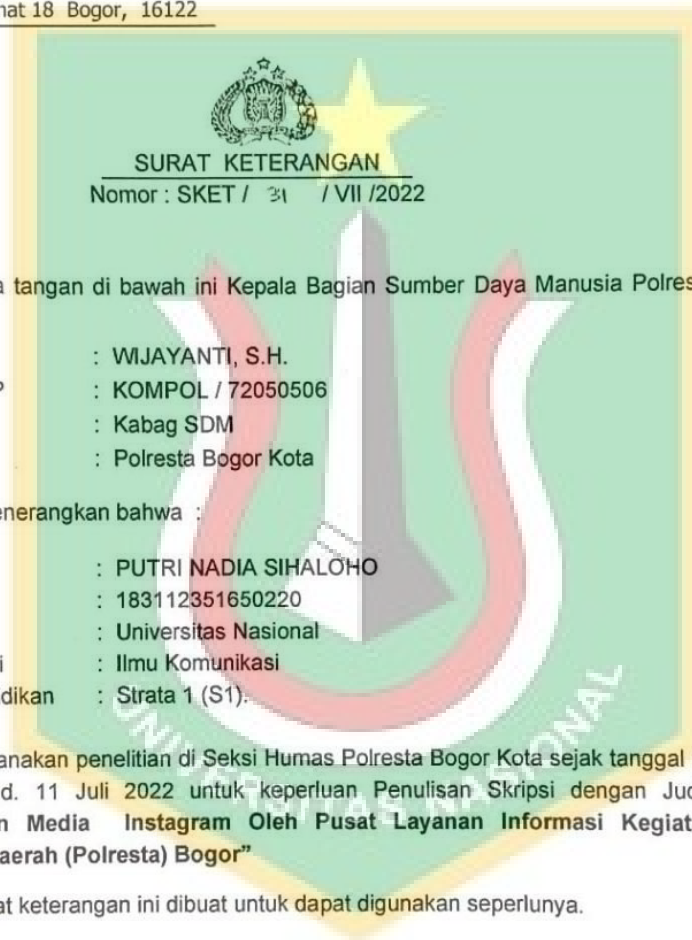 nat 18 Bogor, 16122
SURAT KETERANGAN
Nomor : SKET / 31 / VII /2022
a tangan di bawah ini Kepala Bagian Sumber Daya Manusia Polres
: WIJAYANTI, S.H.
P : KOMPOL / 72050506
: Kabag SDM
: Polresta Bogor Kota
enerangkan bahwa :
: PUTRI NADIA SIHALOHO
: 183112351650220
: Universitas Nasional
i : Ilmu Komunikasi
dikan : Strata 1 (S1).
anakan penelitian di Seksi Humas Polresta Bogor Kota sejak tanggal
d. 11 Juli 2022 untuk keperluan Penulisan Skripsi dengan Jud
n Media Instagram Oleh Pusat Layanan Informasi Kegiat
aerah (Polresta) Bogor”
at keterangan ini dibuat untuk dapat digunakan seperlunya.
UNIVERSITAS NASIONAL